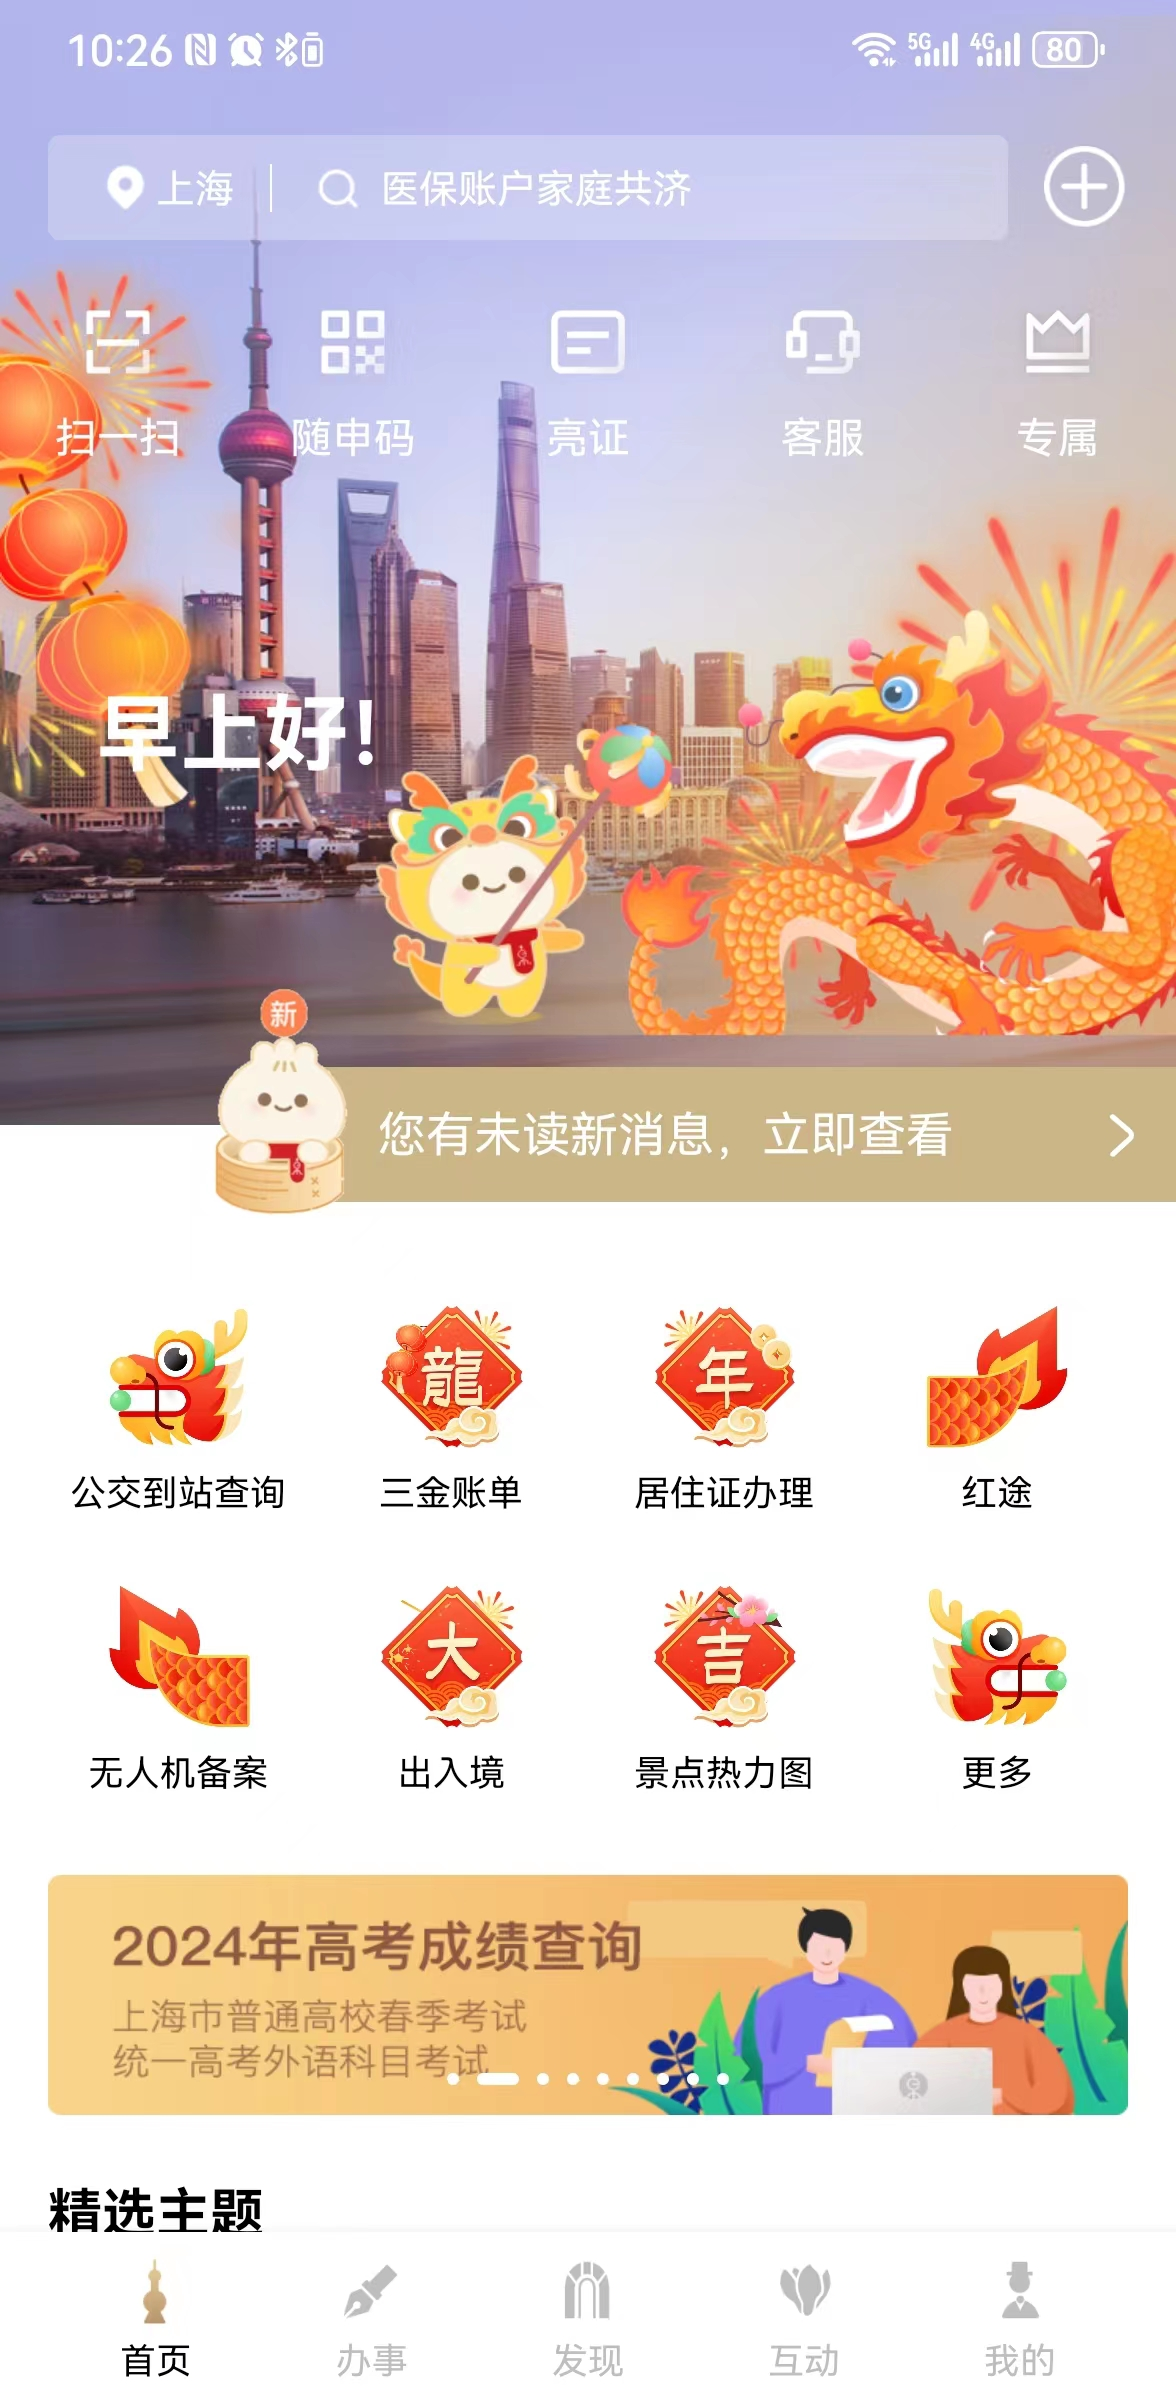 10:26
5G 4G 80
上海 医保账户家庭共济
扫一扫 随申码 亮证 客服 专属
早上好!
新
您有未读新消息，立即查看
龍 年
公交到站查询 三金账单 居住证办理 红途
大 吉
无人机备案 出入境 景点热力图 更多
2024年高考成绩查询
上海市普通高校春季考试
统一高考外语科目考试
精选主题
首页 办事 发现 互动 我的